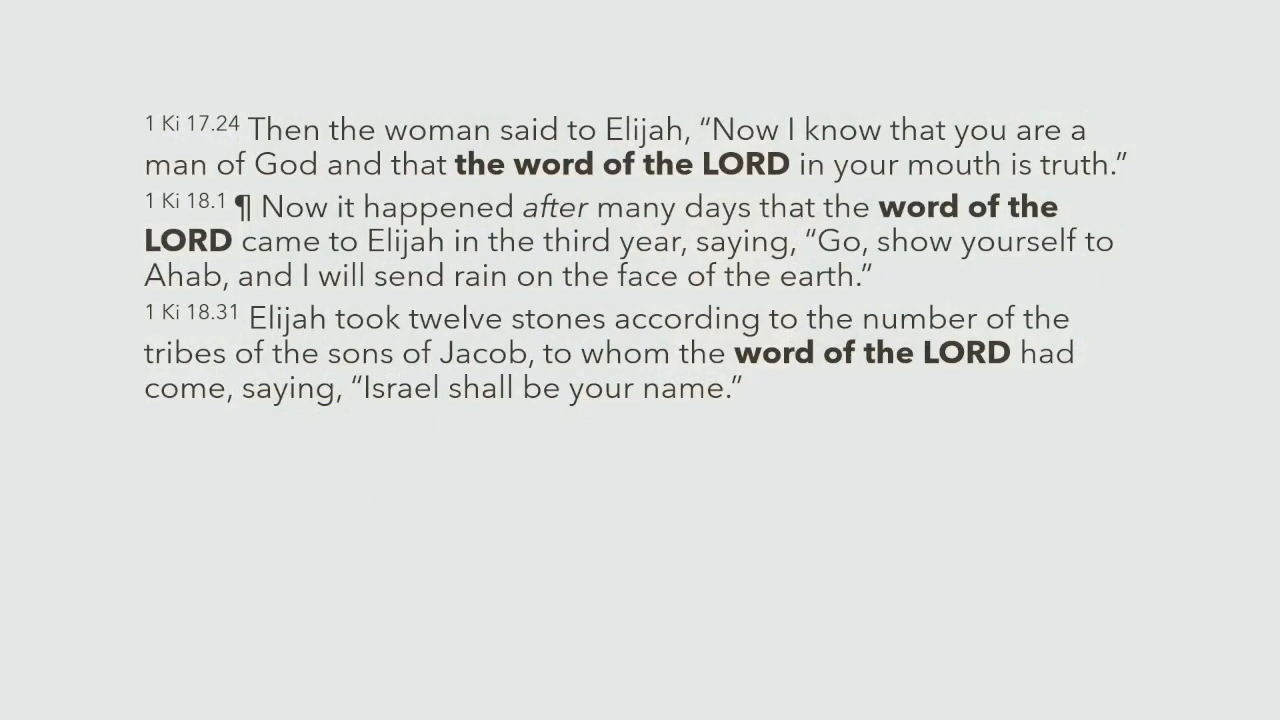 1 Ki 17.24 Then the woman said to Elijah, “Now I know that you are a
man of God and that the word of the LORD in your mouth is truth.”
1 Ki 18.1 ¶ Now it happened after many days that the word of the
LORD came to Elijah in the third year, saying, “Go, show yourself to
Ahab, and I will send rain on the face of the earth.”
1 Ki 18.31 Elijah took twelve stones according to the number of the
tribes of the sons of Jacob, to whom the word of the LORD had
come, saying, “Israel shall be your name.”